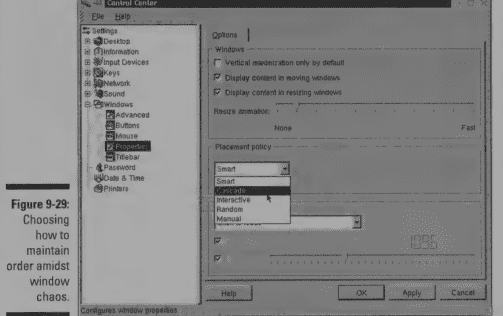 Control Center
File Help
Settings
Desktop
Information
Input Devices
Keys
Network
Sound
Windows
Advanced
Buttons
Mouse
Properties
Titlebar
Password
Date & Time
Printers
Options
Windows
Vertical maximization only by default
Display content in moving windows
Display content in resizing windows
Resize animation:
None Fast
Placement policy
Smart
Smart
Cascade
Interactive
Random
Manual
Help OK Apply Cancel
Configures window properties
Figure 9-29:
Choosing
how to
maintain
order amidst
window
chaos.